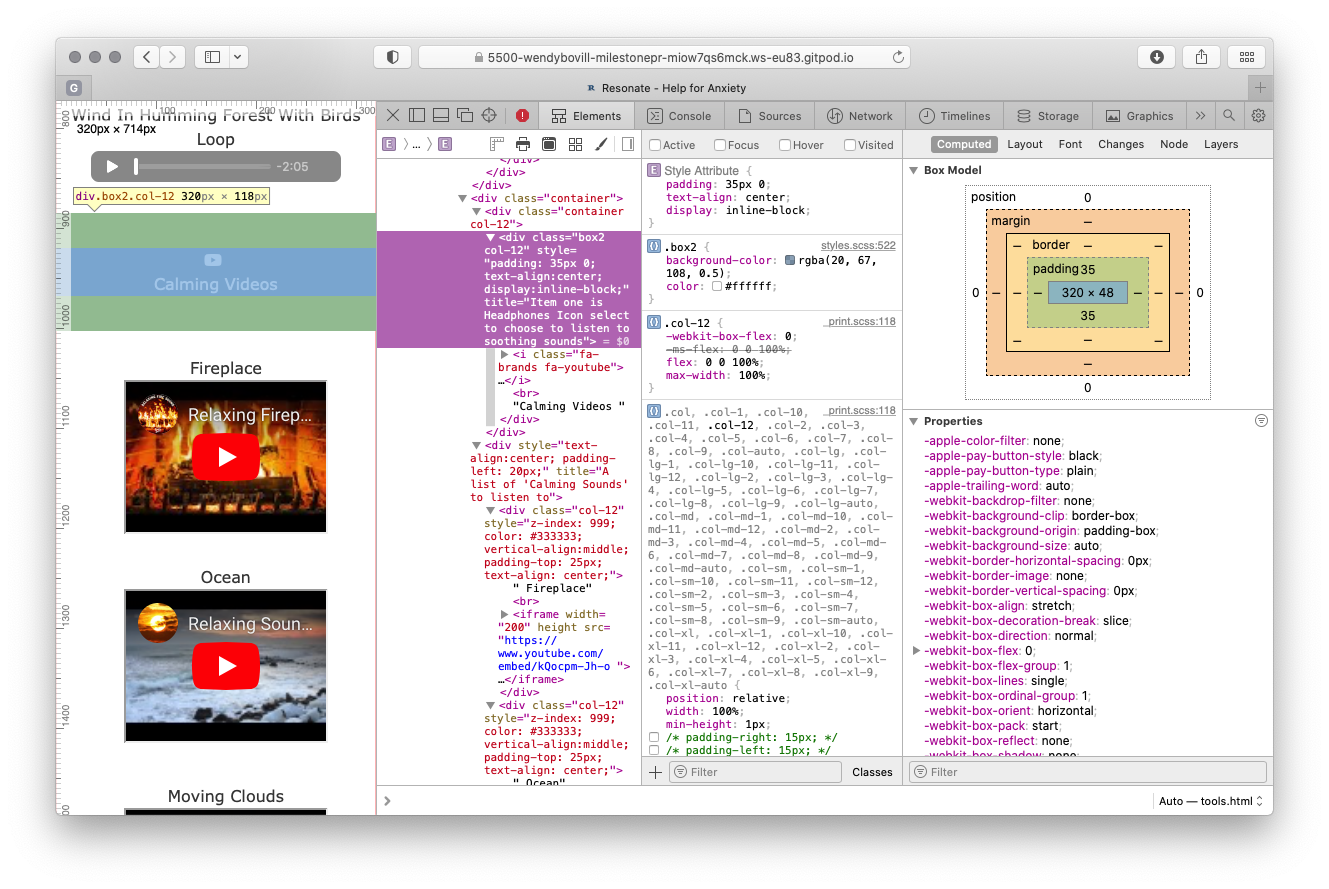 5500-wendybovill-milestonepr-miow7qs6mck.ws-eu83.gitpod.io
G
R Resonate - Help for Anxiety
100 200 300
Wind In Humming Forest With Birds
320px × 714px
Loop
-2:05
div.box2.col-12 320px × 118px
Calming Videos
Fireplace
Relaxing Firep...
Ocean
Relaxing Soun...
Moving Clouds
800
900
1000
1100
1200
1300
1400
Elements Console Sources Network Timelines Storage Graphics
E ... E
</div>
</div>
</div>
<div class="container">
<div class="container
col-12">
<div class="box2
col-12" style=
"padding: 35px 0;
text-align:center;
display:inline-block;"
title="Item one is
Headphones Icon select
to choose to listen to
soothing sounds"> = $0
<i class="fa-
brands fa-youtube">
…</i>
<br>
"Calming Videos "
</div>
</div>
<div style="text-
align:center; padding-
left: 20px;" title="A
list of 'Calming Sounds'
to listen to">
<div class="col-12"
style="z-index: 999;
color: #333333;
vertical-align:middle;
padding-top: 25px;
text-align: center;">
" Fireplace"
<br>
<iframe width=
"200" height src=
"https://
www.youtube.com/
embed/kQocpm-Jh-o ">
…</iframe>
</div>
<div class="col-12"
style="z-index: 999;
color: #333333;
vertical-align:middle;
padding-top: 25px;
text-align: center;">
" Ocean"
Active Focus Hover Visited
E Style Attribute {
padding: 35px 0;
text-align: center;
display: inline-block;
}
.box2 { styles.scss:522
background-color: rgba(20, 67,
108, 0.5);
color: #ffffff;
}
.col-12 { _print.scss:118
-webkit-box-flex: 0;
-ms-flex: 0 0 100%;
flex: 0 0 100%;
max-width: 100%;
}
.col, .col-1, .col-10, _print.scss:118
.col-11, .col-12, .col-2, .col-3,
.col-4, .col-5, .col-6, .col-7, .col-
8, .col-9, .col-auto, .col-lg, .col-
lg-1, .col-lg-10, .col-lg-11, .col-
lg-12, .col-lg-2, .col-lg-3, .col-lg-
4, .col-lg-5, .col-lg-6, .col-lg-7,
.col-lg-8, .col-lg-9, .col-lg-auto,
.col-md, .col-md-1, .col-md-10, .col-
md-11, .col-md-12, .col-md-2, .col-
md-3, .col-md-4, .col-md-5, .col-md-
6, .col-md-7, .col-md-8, .col-md-9,
.col-md-auto, .col-sm, .col-sm-1,
.col-sm-10, .col-sm-11, .col-sm-12,
.col-sm-2, .col-sm-3, .col-sm-4,
.col-sm-5, .col-sm-6, .col-sm-7,
.col-sm-8, .col-sm-9, .col-sm-auto,
.col-xl, .col-xl-1, .col-xl-10, .col-
xl-11, .col-xl-12, .col-xl-2, .col-
xl-3, .col-xl-4, .col-xl-5, .col-xl-
6, .col-xl-7, .col-xl-8, .col-xl-9,
.col-xl-auto {
position: relative;
width: 100%;
min-height: 1px;
/* padding-right: 15px; */
/* padding-left: 15px; */
Filter Classes
Computed Layout Font Changes Node Layers
Box Model
position 0
margin –
– border –
padding 35
0 – – – 320 × 48 – – – 0
35
– –
–
0
Properties
-apple-color-filter: none;
-apple-pay-button-style: black;
-apple-pay-button-type: plain;
-apple-trailing-word: auto;
-webkit-backdrop-filter: none;
-webkit-background-clip: border-box;
-webkit-background-origin: padding-box;
-webkit-background-size: auto;
-webkit-border-horizontal-spacing: 0px;
-webkit-border-image: none;
-webkit-border-vertical-spacing: 0px;
-webkit-box-align: stretch;
-webkit-box-decoration-break: slice;
-webkit-box-direction: normal;
-webkit-box-flex: 0;
-webkit-box-flex-group: 1;
-webkit-box-lines: single;
-webkit-box-ordinal-group: 1;
-webkit-box-orient: horizontal;
-webkit-box-pack: start;
-webkit-box-reflect: none;
-webkit-box-shadow: none;
Filter
Auto — tools.html